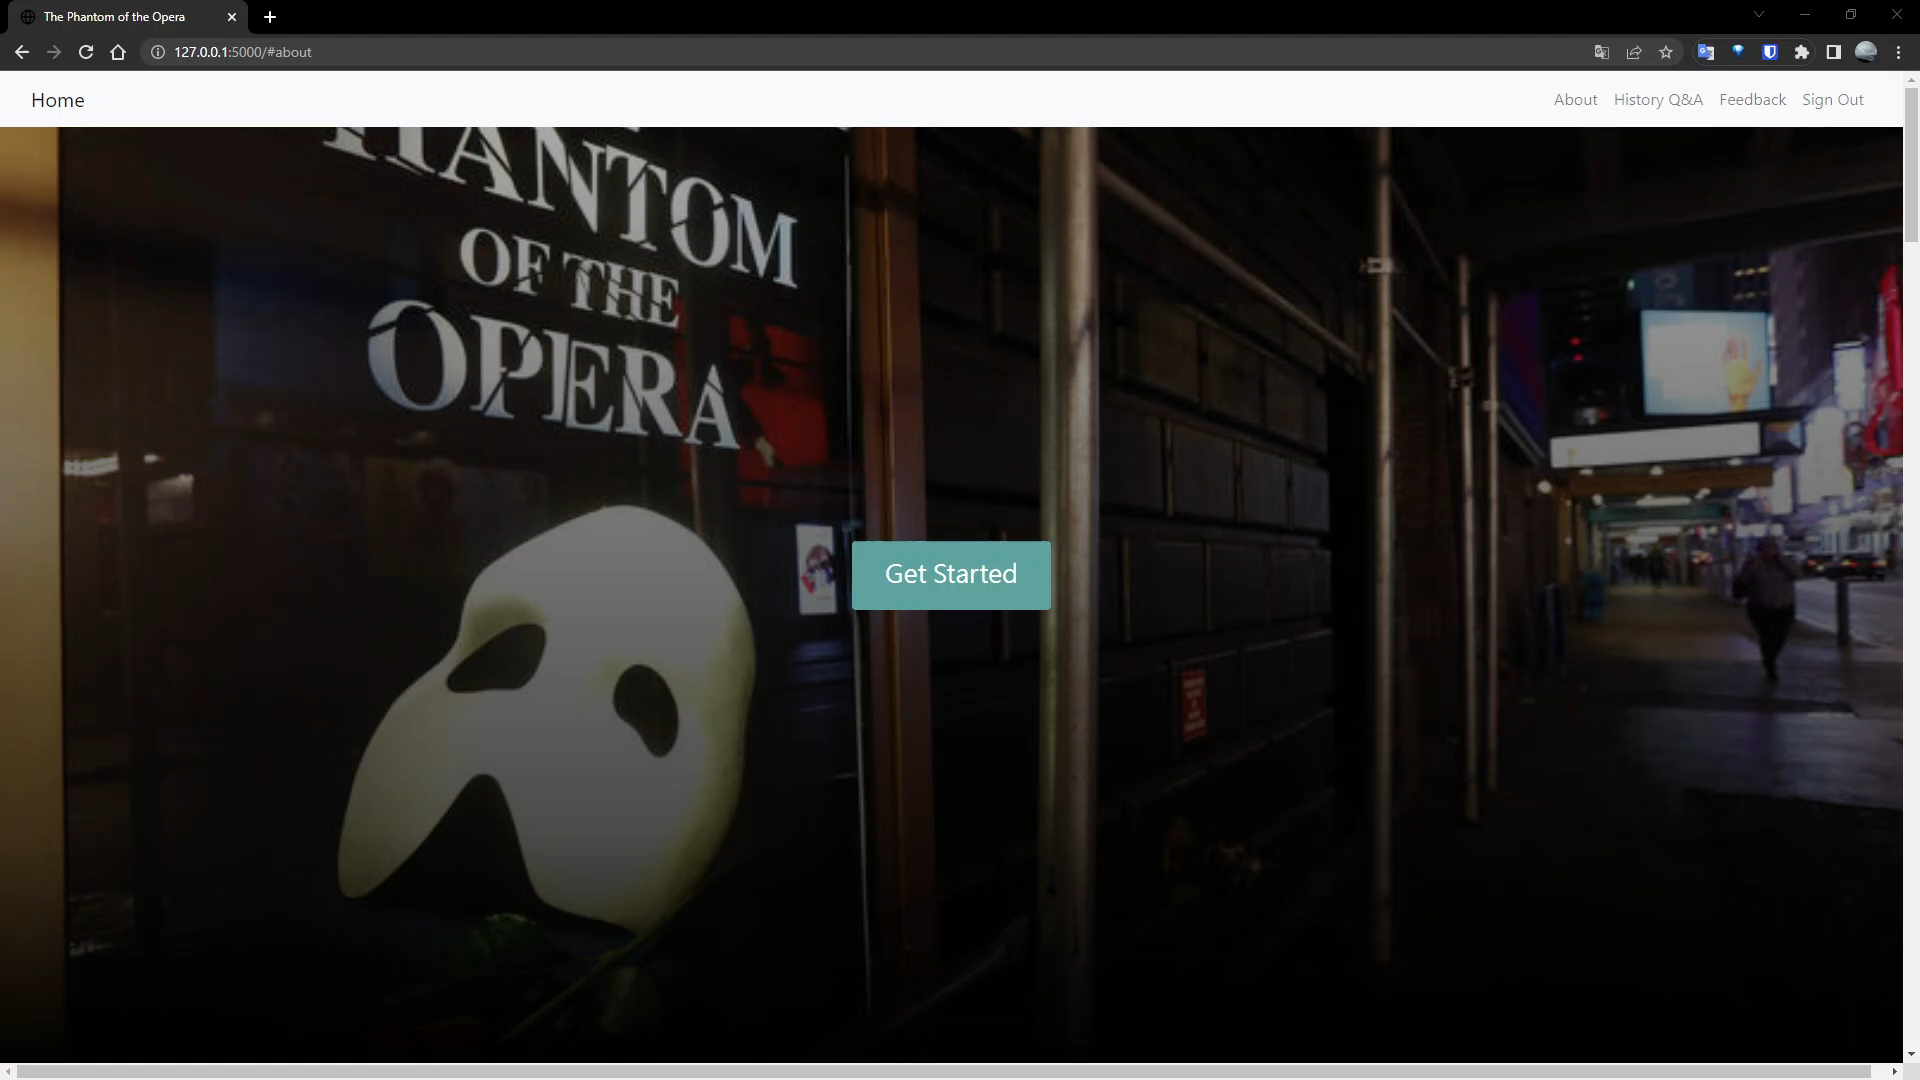 The Phantom of the Opera
127.0.0.1:5000/#about
Home
About
History Q&A
Feedback
Sign Out
HANTOM
OF THE
OPERA
Get Started